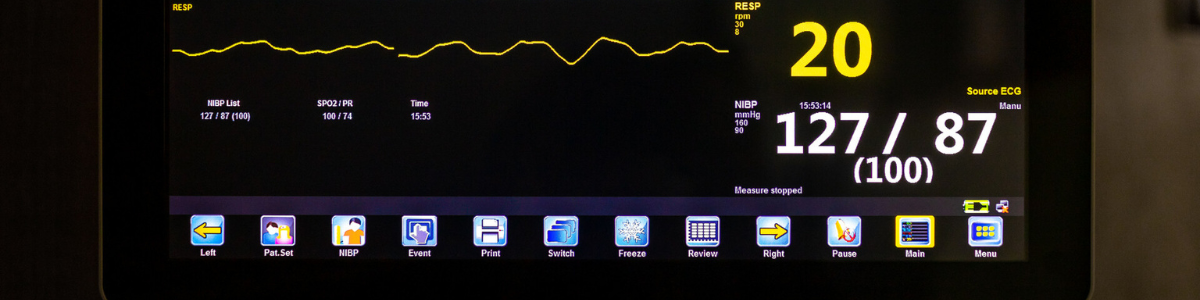 RESP
RESP
rpm
30
8
20
Source ECG
NIBP List SPO2 / PR Time
127 / 87 (100) 100 / 74 15:53
NIBP 15:53:14 Manu
mmHg
160
90
127 / 87
(100)
Measure stopped
Left Pat.Set NIBP Event Print Switch Freeze Review Right Pause Main Menu